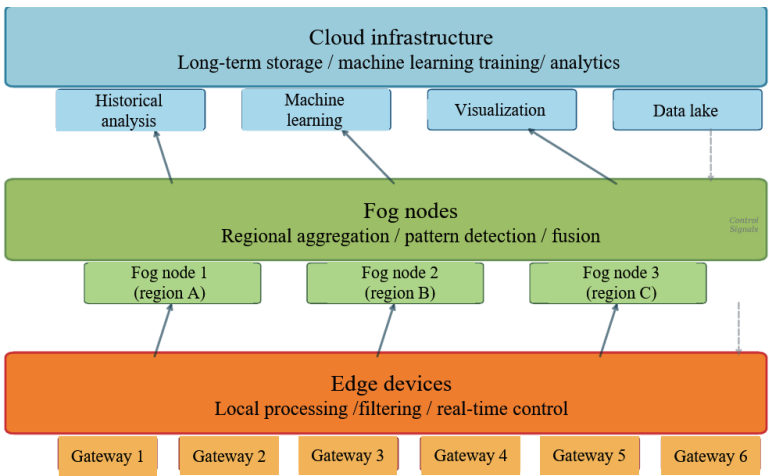 Cloud infrastructure
Long-term storage / machine learning training/ analytics
Historical
analysis
Machine
learning
Visualization
Data lake
Fog nodes
Regional aggregation / pattern detection / fusion
Control
Signals
Fog node 1
(region A)
Fog node 2
(region B)
Fog node 3
(region C)
Edge devices
Local processing /filtering / real-time control
Gateway 1
Gateway 2
Gateway 3
Gateway 4
Gateway 5
Gateway 6